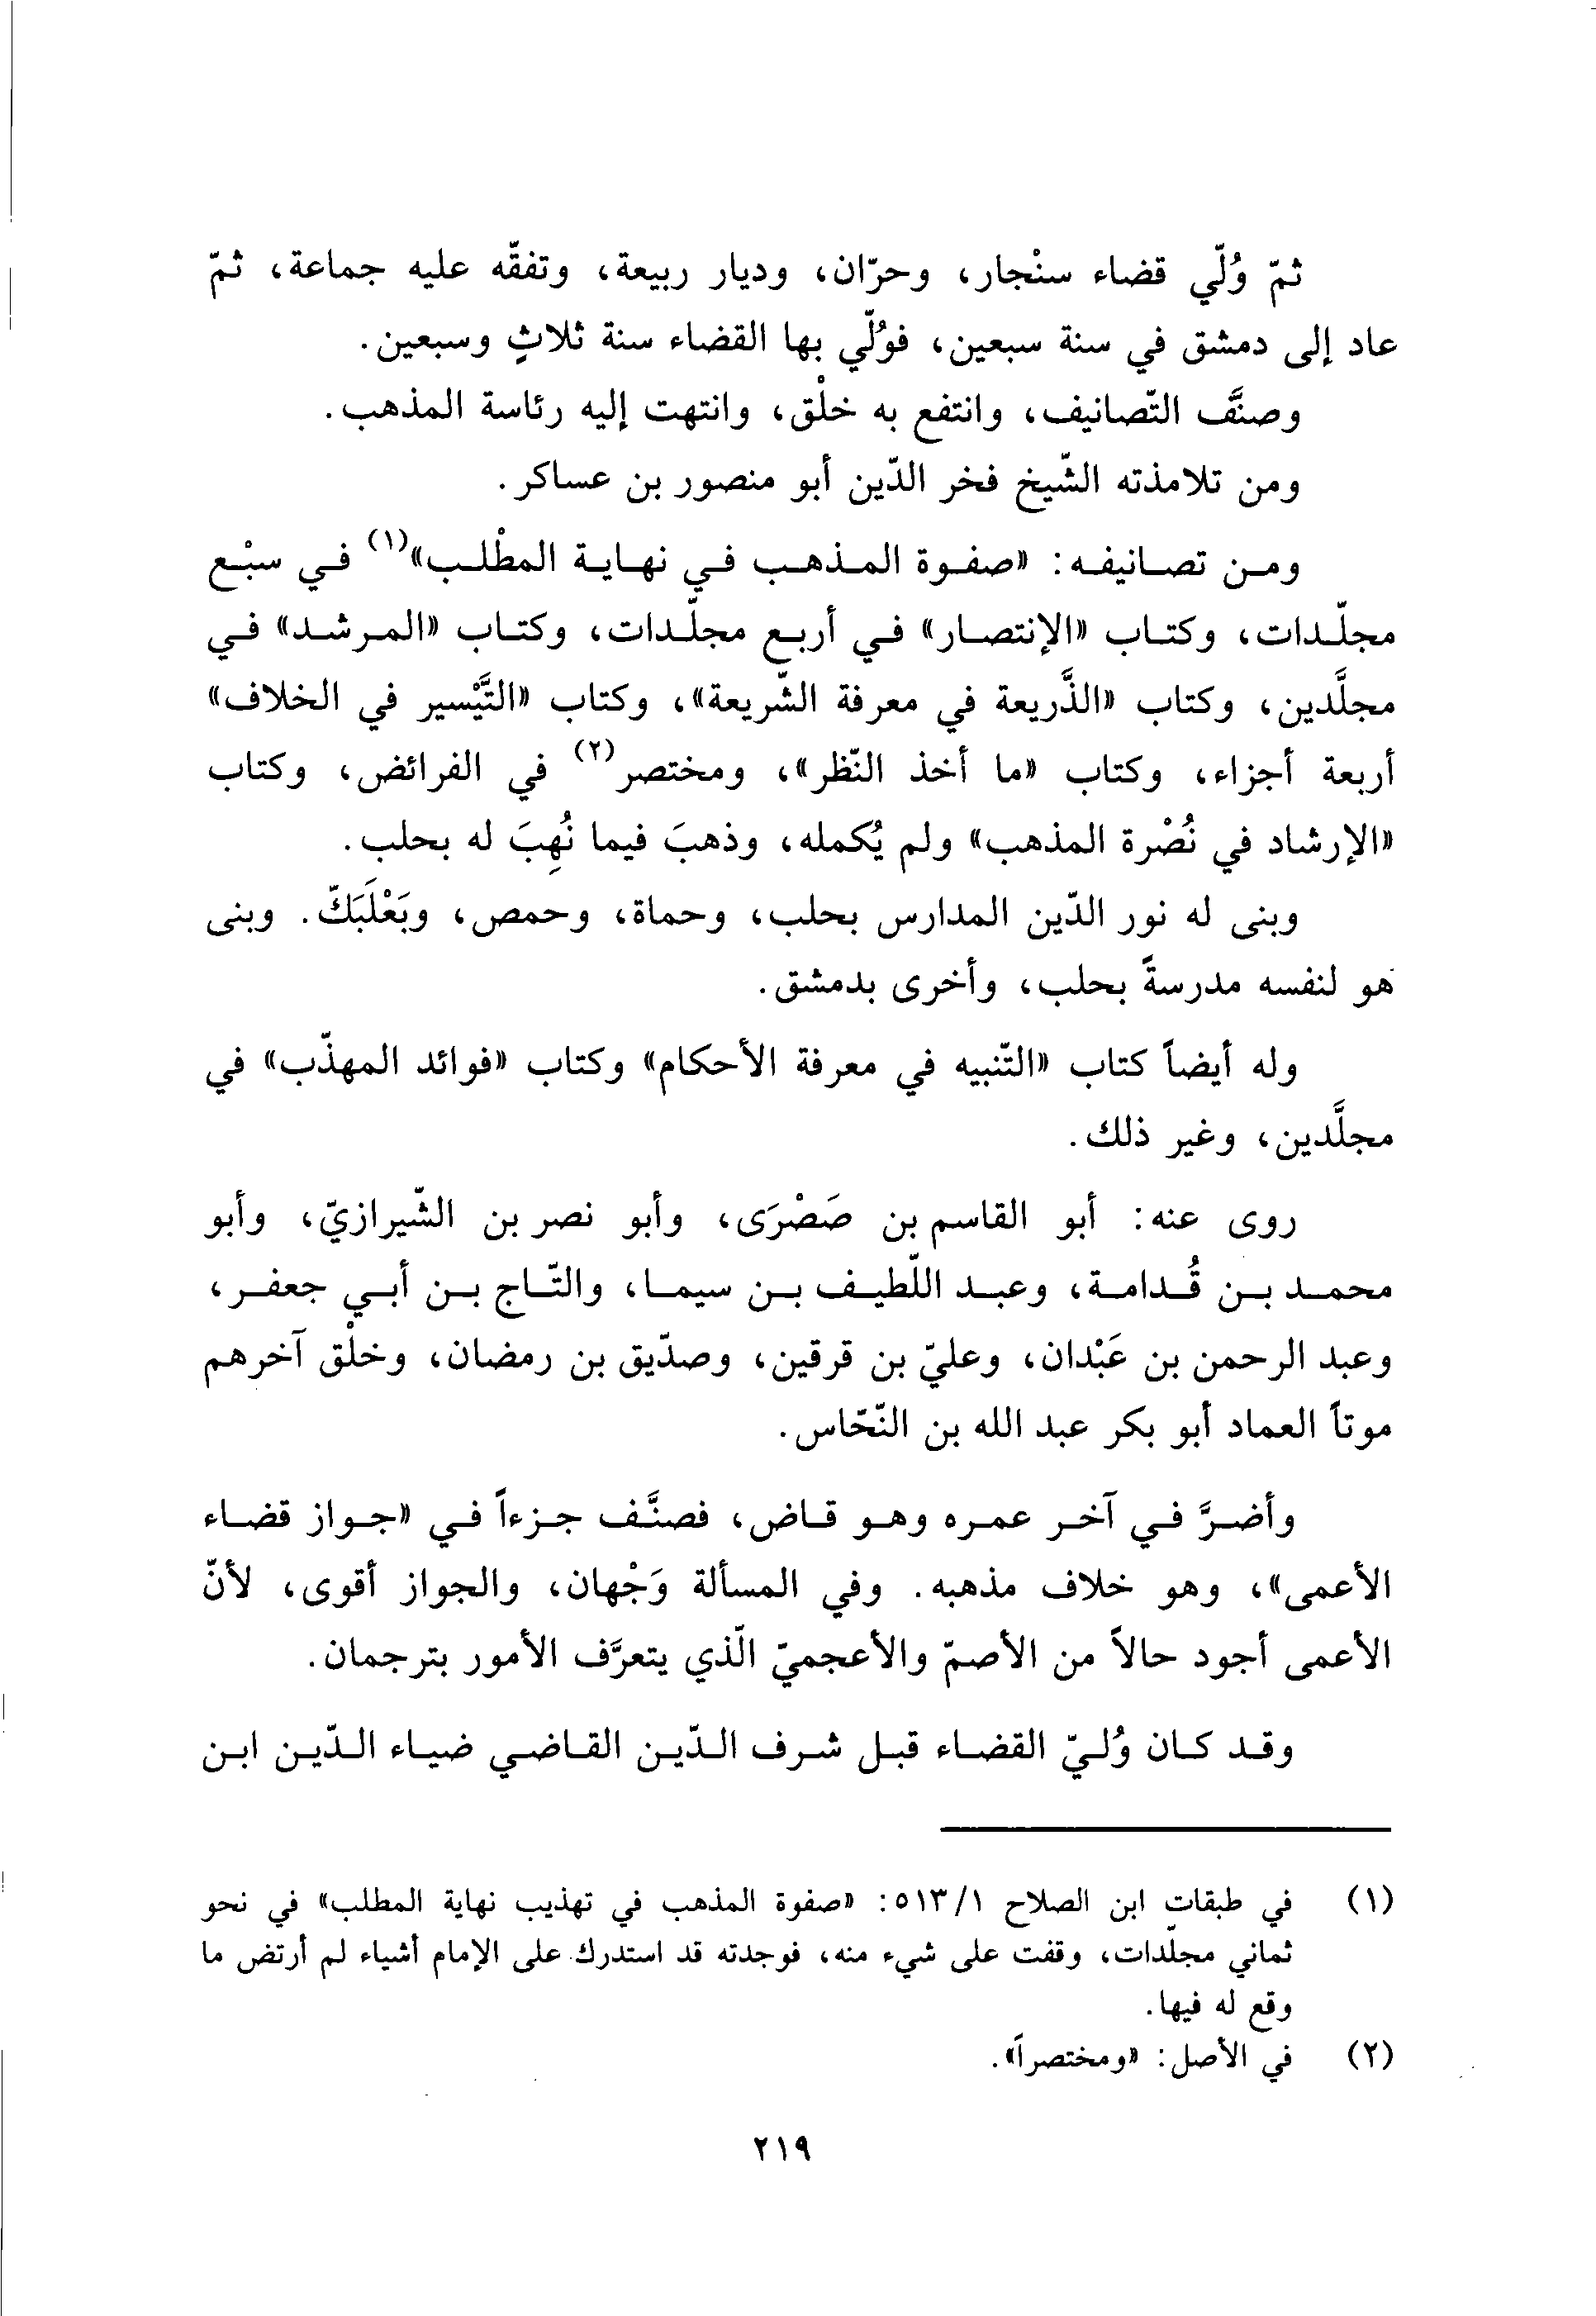 ثمّ وُلّي قضاء سنْجار، وحرّان، وديار ربيعة، وتفقّه عليه جماعة، ثمّ
عاد إلى دمشق في سنة سبعين، فوُلّي بها القضاء سنة ثلاثٍ وسبعين.
وصنَّف التّصانيف، وانتفع به خلْق، وانتهت إليه رئاسة المذهب.
ومن تلامذته الشّيخ فخر الدّين أبو منصور بن عساكر.
ومن تصانيفه: «صفوة المذهب في نهاية المطْلب»(١) في سبْع
مجلّدات، وكتاب «الإنتصار» في أربع مجلّدات، وكتاب «المرشد» في
مجلَّدين، وكتاب «الذَّريعة في معرفة الشّريعة»، وكتاب «التَّيْسير في الخلاف»
أربعة أجزاء، وكتاب «ما أخذ النّظر»، ومختصر(٢) في الفرائض، وكتاب
«الإرشاد في نُصْرة المذهب» ولم يُكمله، وذهبَ فيما نُهِبَ له بحلب.
وبنى له نور الدّين المدارس بحلب، وحماة، وحمص، وبَعْلَبَكّ. وبنى
هو لنفسه مدرسةً بحلب، وأخرى بدمشق.
وله أيضاً كتاب «التّنبيه في معرفة الأحكام» وكتاب «فوائد المهذّب» في
مجلَّدين، وغير ذلك.
روى عنه: أبو القاسم بن صَصْرَى، وأبو نصر بن الشّيرازيّ، وأبو
محمد بن قُدامة، وعبد اللّطيف بن سيما، والتّاج بن أبي جعفر،
وعبد الرحمن بن عَبْدان، وعليّ بن قرقين، وصدّيق بن رمضان، وخلْق آخرهم
موتاً العماد أبو بكر عبد الله بن النّحّاس.
وأضرَّ في آخر عمره وهو قاض، فصنَّف جزءاً في «جواز قضاء
الأعمى»، وهو خلاف مذهبه. وفي المسألة وَجْهان، والجواز أقوى، لأنّ
الأعمى أجود حالاً من الأصمّ والأعجميّ الّذي يتعرَّف الأمور بترجمان.
وقد كان وُليّ القضاء قبل شرف الدّين القاضي ضياء الدّين ابن
(١) في طبقات ابن الصلاح ٥١٣/١: «صفوة المذهب في تهذيب نهاية المطلب» في نحو
ثماني مجلّدات، وقفت على شيء منه، فوجدته قد استدرك على الإمام أشياء لم أرتض ما
وقع له فيها.
(٢) في الأصل: «ومختصراً».
٢١٩